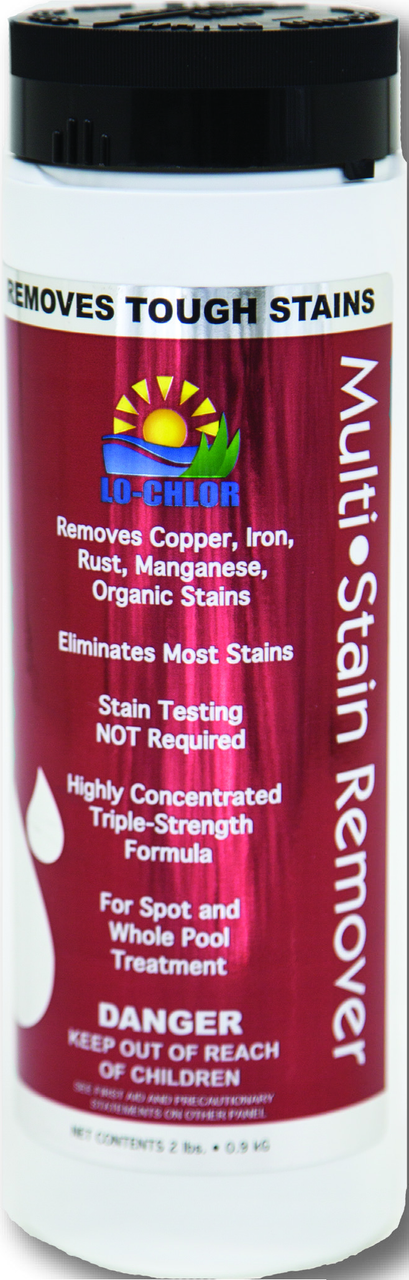 REMOVES TOUGH STAINS
LO-CHLOR
Removes Copper, Iron,
Rust, Manganese,
Organic Stains
Eliminates Most Stains
Stain Testing
NOT Required
Highly Concentrated
Triple-Strength
Formula
For Spot and
Whole Pool
Treatment
DANGER
KEEP OUT OF REACH
OF CHILDREN
SEE FIRST AID AND PRECAUTIONARY
STATEMENTS ON OTHER PANEL
NET CONTENTS 2 lbs. • 0.9 KG
Multi•Stain Remover